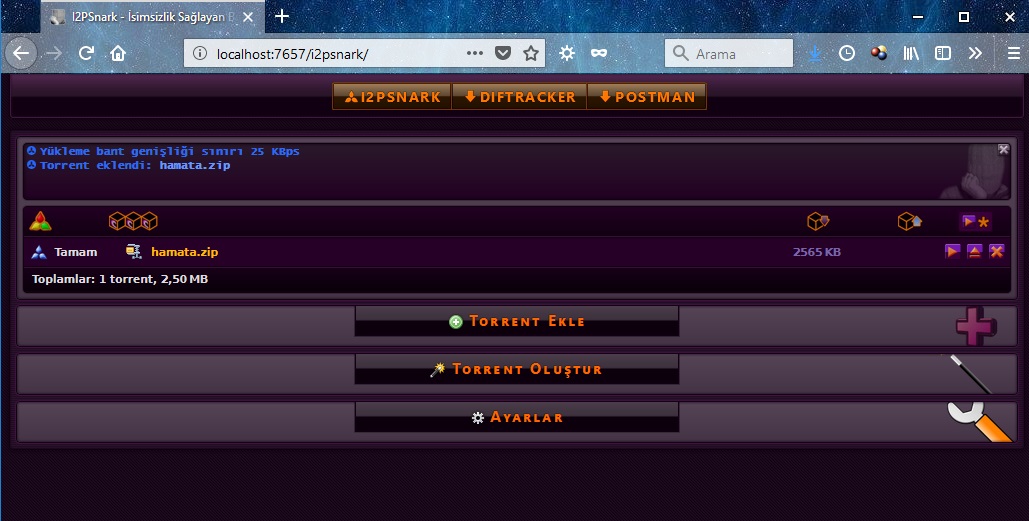 I2PSnark - İsimsizlik Sağlayan B
localhost:7657/i2psnark/
Arama
I2PSNARK DIFTRACKER POSTMAN
Yükleme bant genişliği sınırı 25 KBps
Torrent eklendi: hamata.zip
Tamam hamata.zip 2565 KB
Toplamlar: 1 torrent, 2,50 MB
Torrent Ekle
Torrent Oluştur
Ayarlar